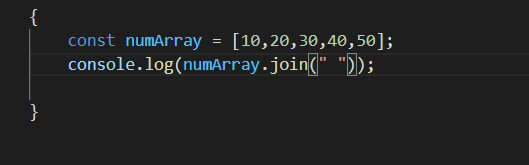 {
const numArray = [10,20,30,40,50];
console.log(numArray.join(" "));
}